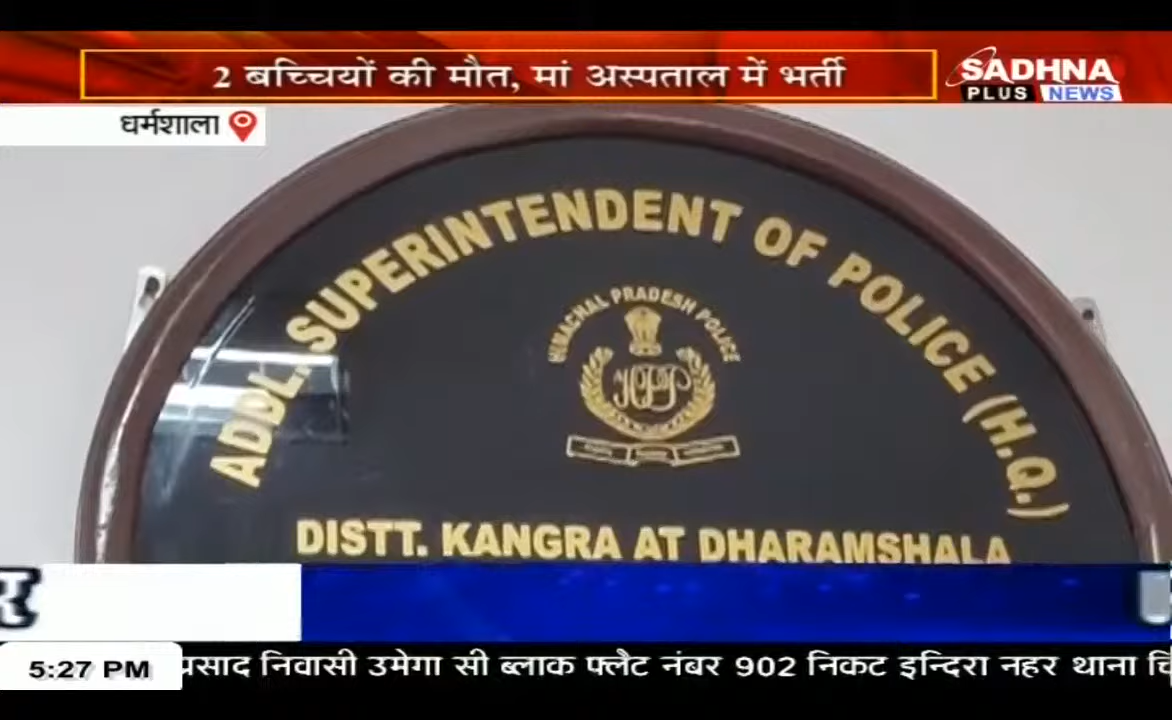 2 बच्चियों की मौत, मां अस्पताल में भर्ती
SADHNA
PLUS NEWS
धर्मशाला
ADDL. SUPERINTENDENT OF POLICE (H.Q.)
HIMACHAL PRADESH POLICE
DISTT. KANGRA AT DHARAMSHALA
5:27 PM
प्रसाद निवासी उमेगा सी ब्लाक फ्लैट नंबर 902 निकट इन्दिरा नहर थाना